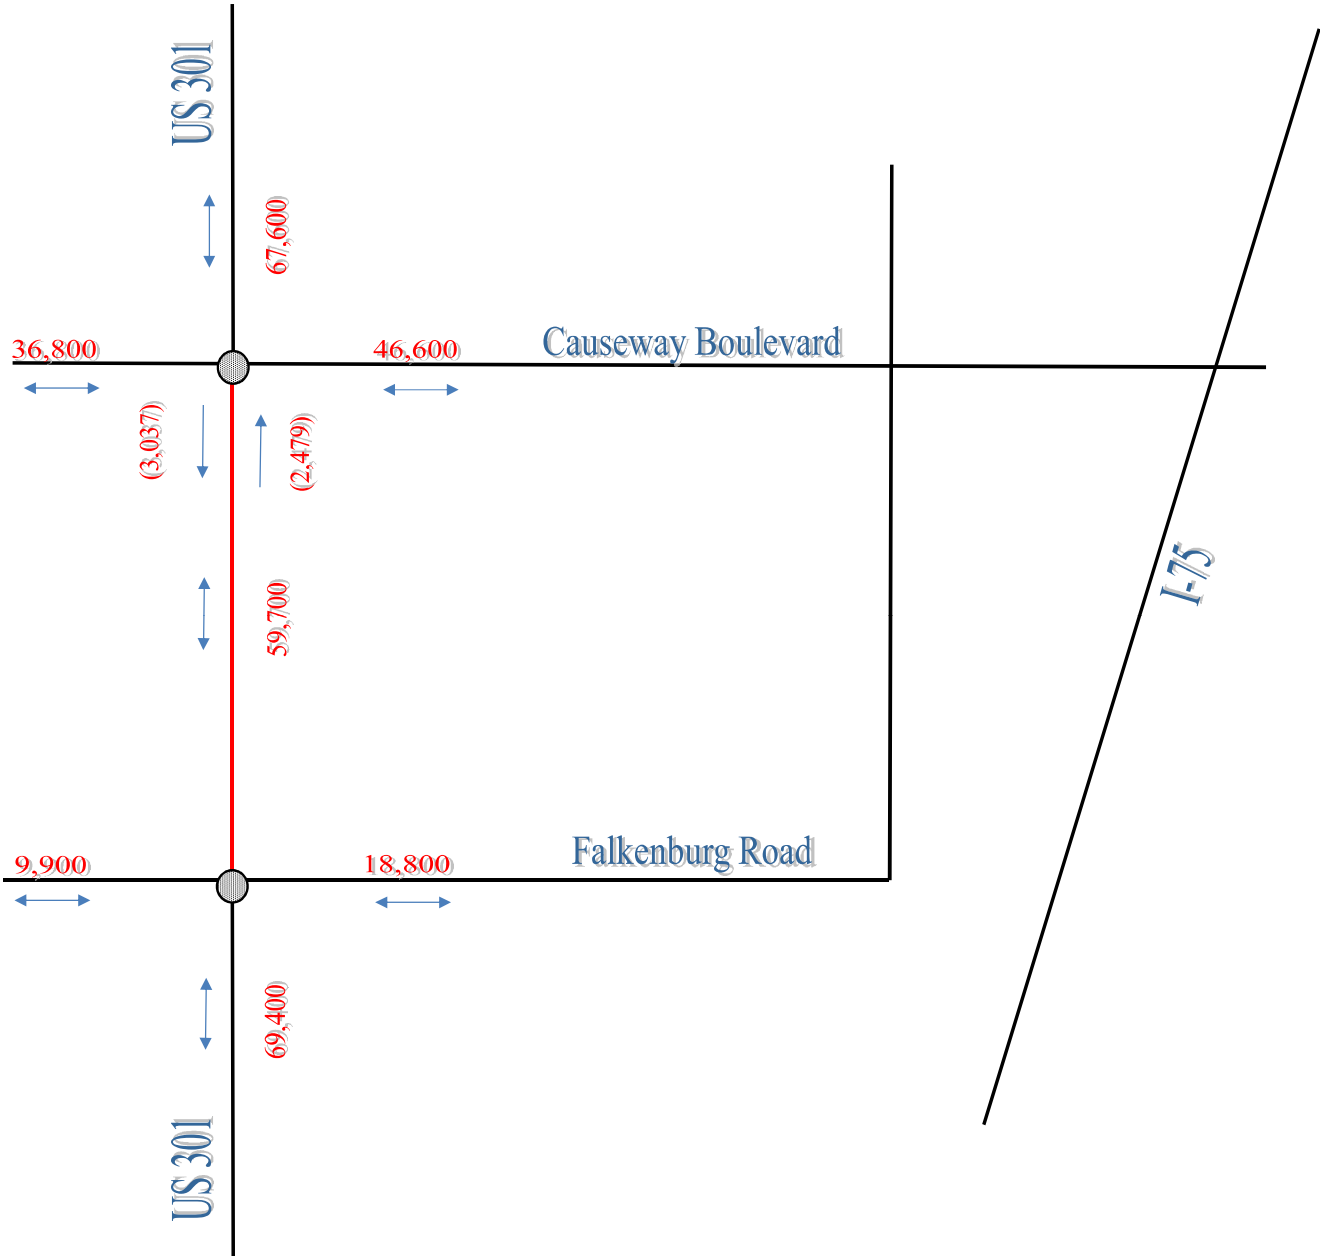 US 301
67,600
36,800
46,600
Causeway Boulevard
(3,037)
(2,479)
I-75
59,700
Falkenburg Road
9,900
18,800
69,400
US 301